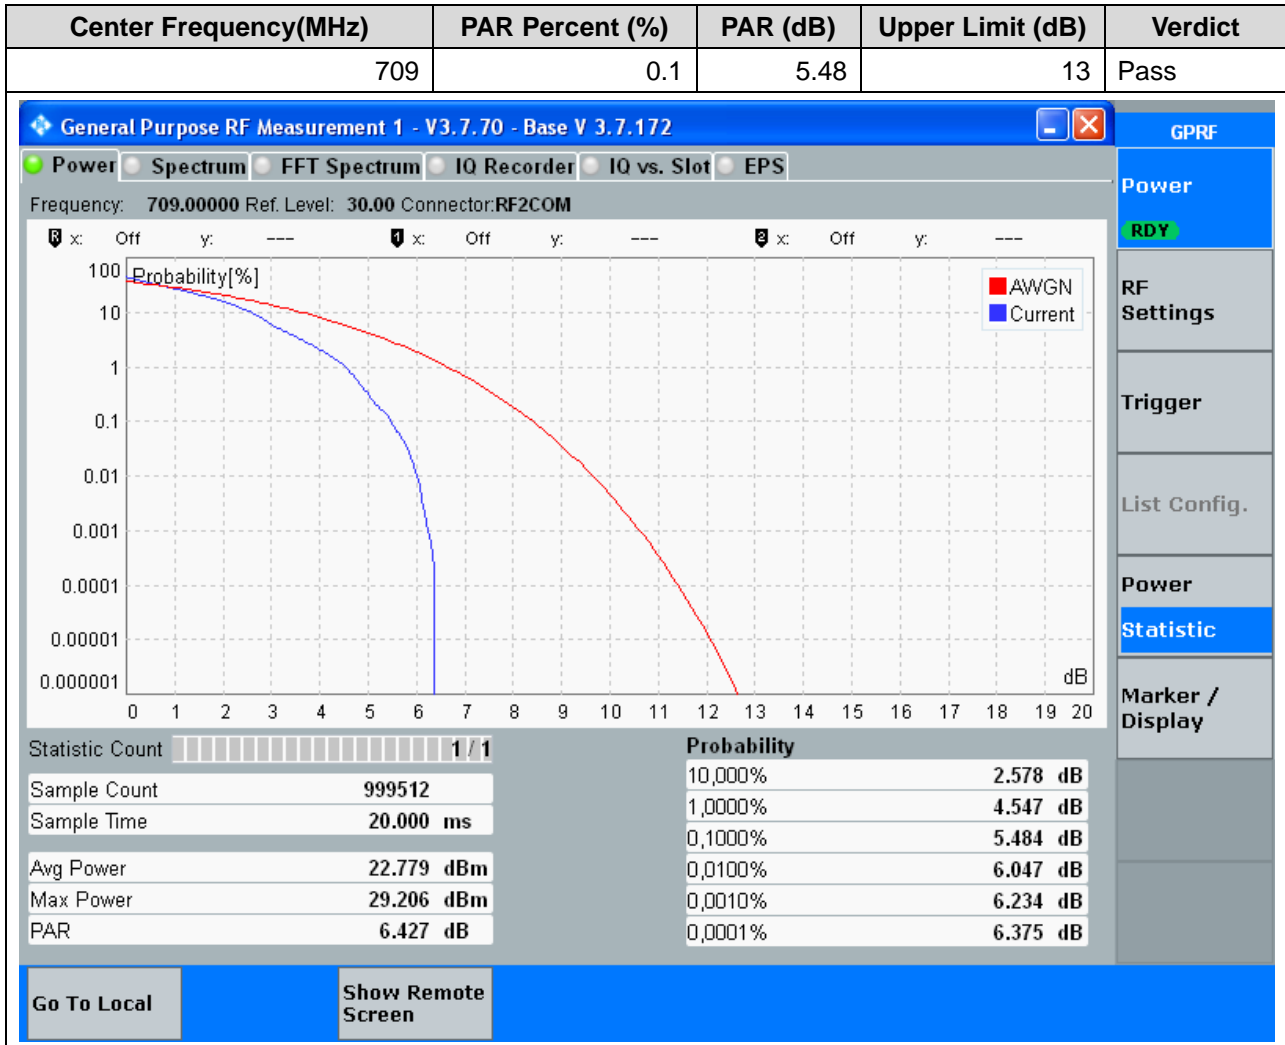 Center Frequency(MHz) PAR Percent (%) PAR (dB) Upper Limit (dB) Verdict
709 0.1 5.48 13 Pass
General Purpose RF Measurement 1 - V3.7.70 - Base V 3.7.172
GPRF
Power Spectrum FFT Spectrum IQ Recorder IQ vs. Slot EPS
Frequency: 709.00000 Ref. Level: 30.00 Connector:RF2COM
R x: Off y: --- 1 x: Off y: --- 2 x: Off y: ---
Probability[%]
AWGN
Current
100
10
1
0.1
0.01
0.001
0.0001
0.00001
0.000001
dB
0 1 2 3 4 5 6 7 8 9 10 11 12 13 14 15 16 17 18 19 20
Statistic Count 1 / 1
Sample Count 999512
Sample Time 20.000 ms
Avg Power 22.779 dBm
Max Power 29.206 dBm
PAR 6.427 dB
Probability
10,000% 2.578 dB
1,0000% 4.547 dB
0,1000% 5.484 dB
0,0100% 6.047 dB
0,0010% 6.234 dB
0,0001% 6.375 dB
Power
RDY
RF
Settings
Trigger
List Config.
Power
Statistic
Marker /
Display
Go To Local
Show Remote
Screen